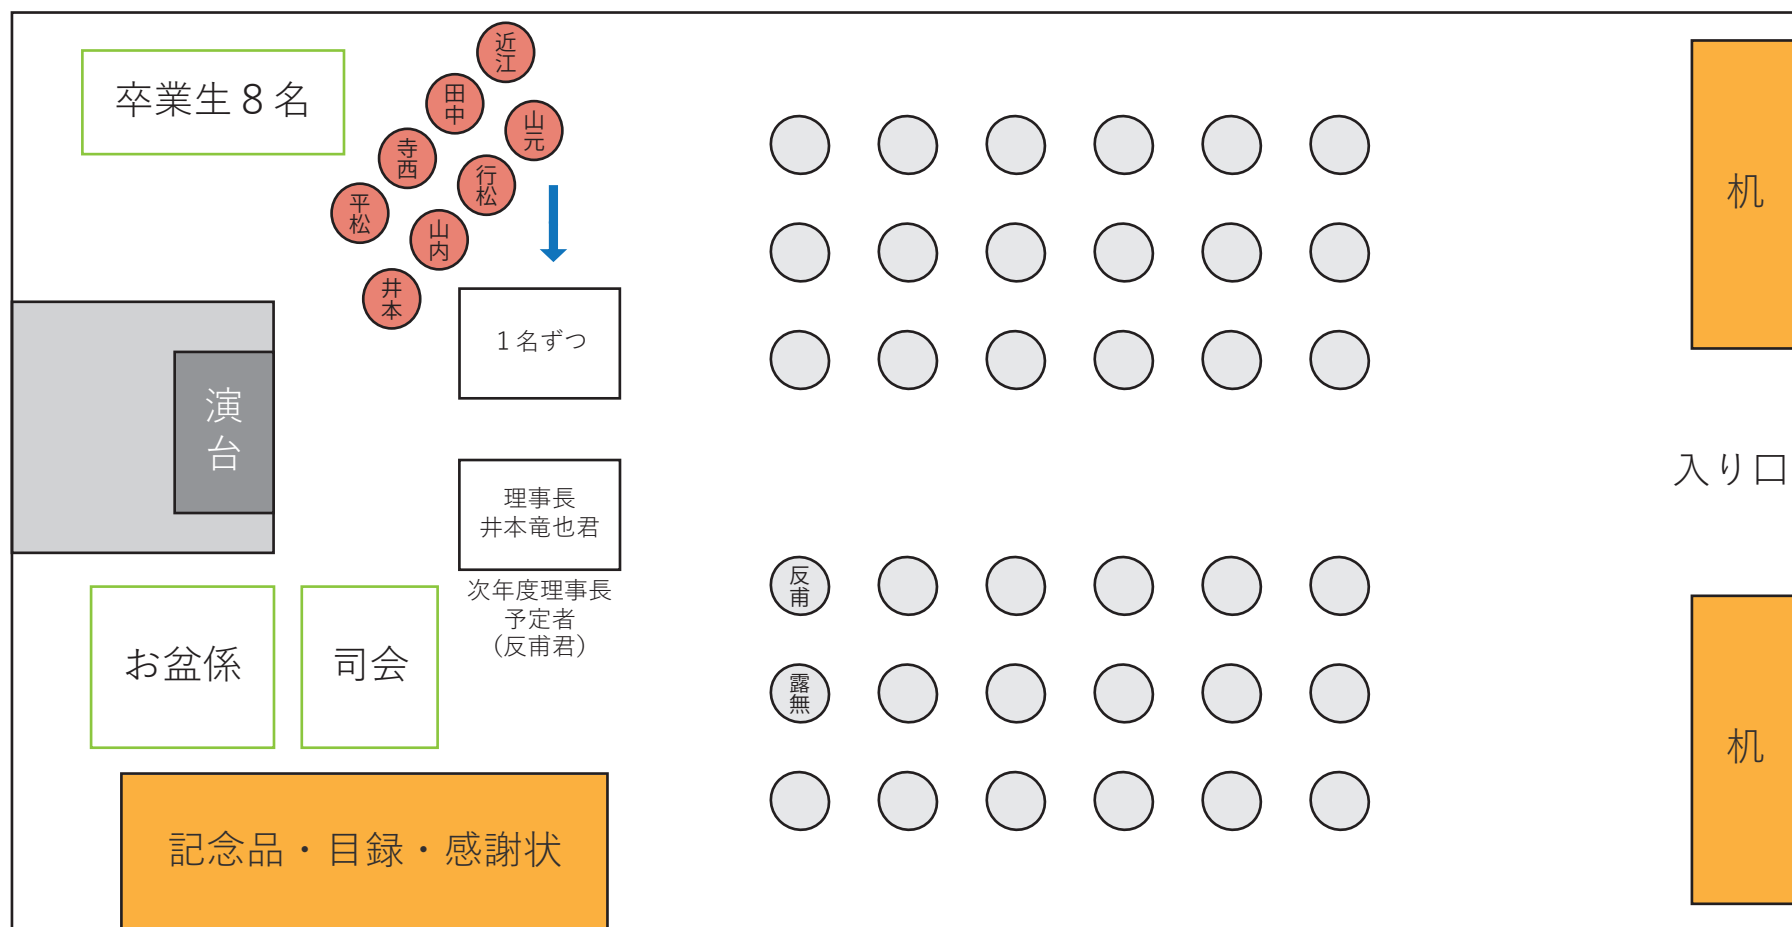 卒業生８名
近江
田中
山元
寺西
行松
平松
山内
井本
１名ずつ
机
演台
入り口
理事長
井本竜也君
次年度理事長
予定者
（反甫君）
反甫
露無
お盆係
司会
机
記念品・目録・感謝状